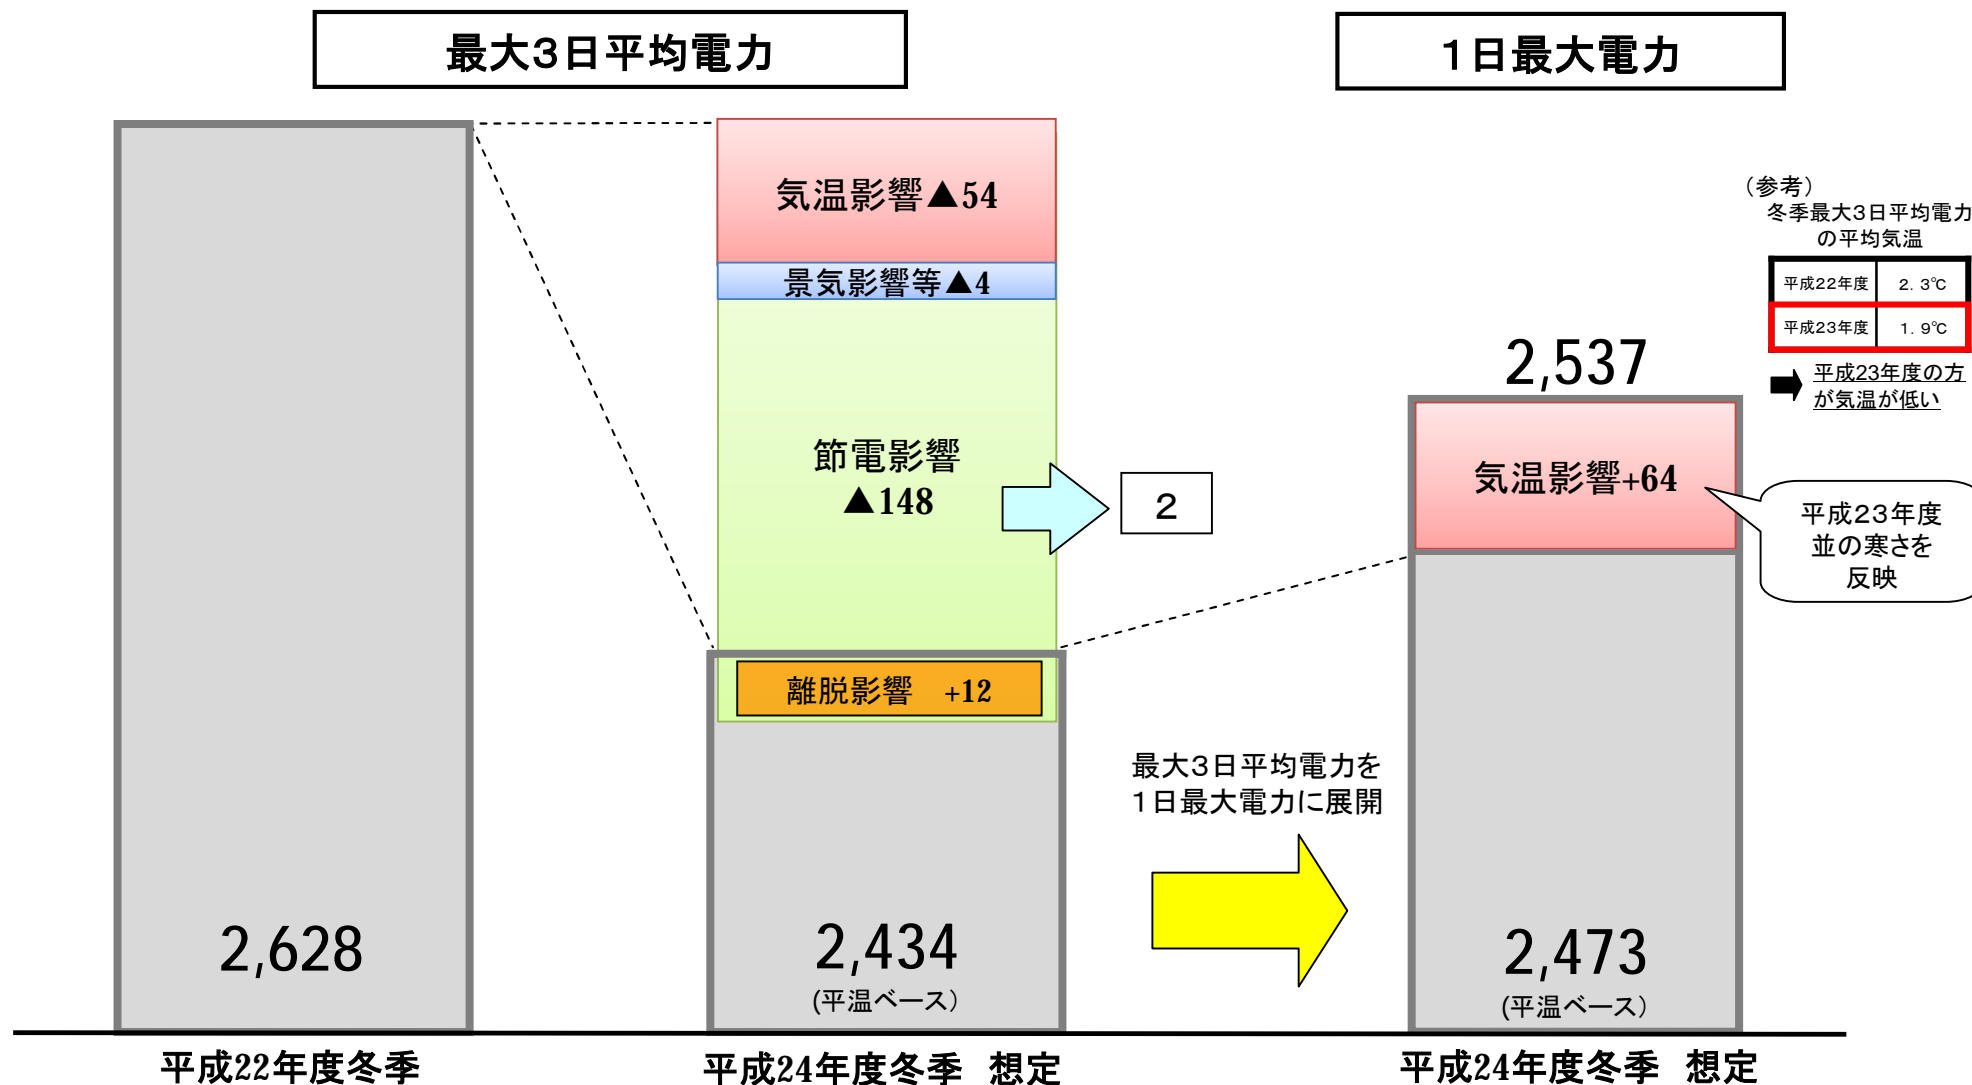 最大3日平均電力
1日最大電力
気温影響▲54
景気影響等▲4
節電影響
▲148
2
離脱影響　+12
2,628
2,434
(平温ベース)
最大3日平均電力を
1日最大電力に展開
2,537
気温影響+64
平成23年度
並の寒さを
反映
2,473
(平温ベース)
(参考)
冬季最大3日平均電力
の平均気温
平成22年度　2．3℃
平成23年度　1．9℃
平成23年度の方
が気温が低い
平成22年度冬季
平成24年度冬季　想定
平成24年度冬季　想定